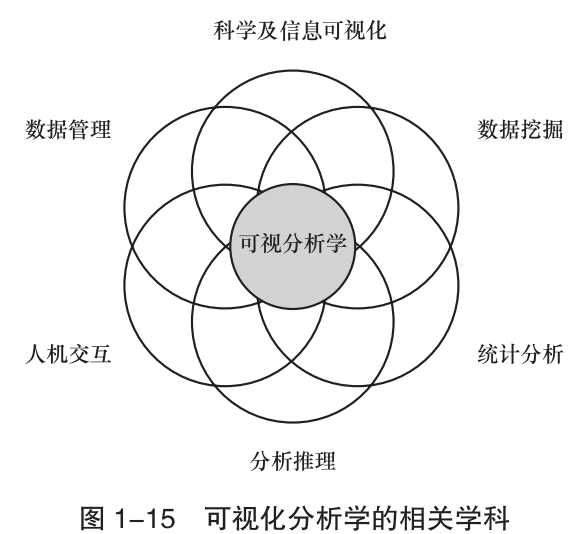 科学及信息可视化
数据管理
数据挖掘
可视分析学
人机交互
统计分析
分析推理
图 1-15 可视化分析学的相关学科